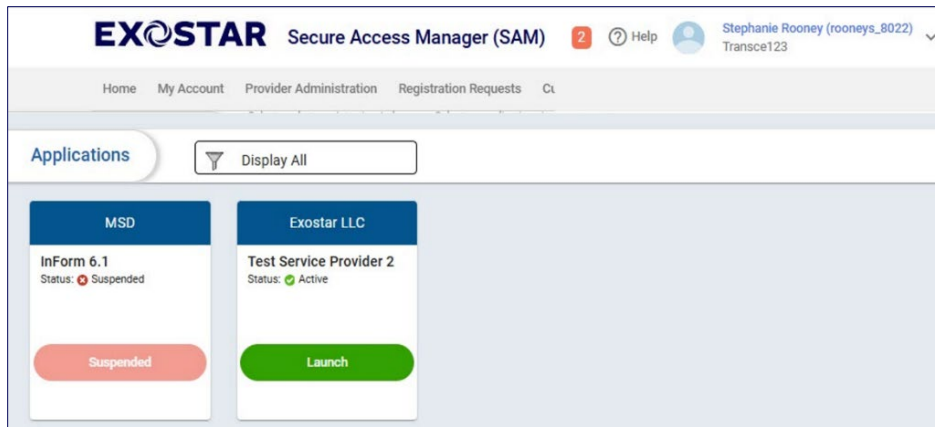 EXOSTAR Secure Access Manager (SAM) 2 ? Help Stephanie Rooney (rooneys_8022)
Transce123
Home My Account Provider Administration Registration Requests
Applications Display All
MSD Exostar LLC
InForm 6.1 Test Service Provider 2
Status: Suspended Status: Active
Suspended Launch